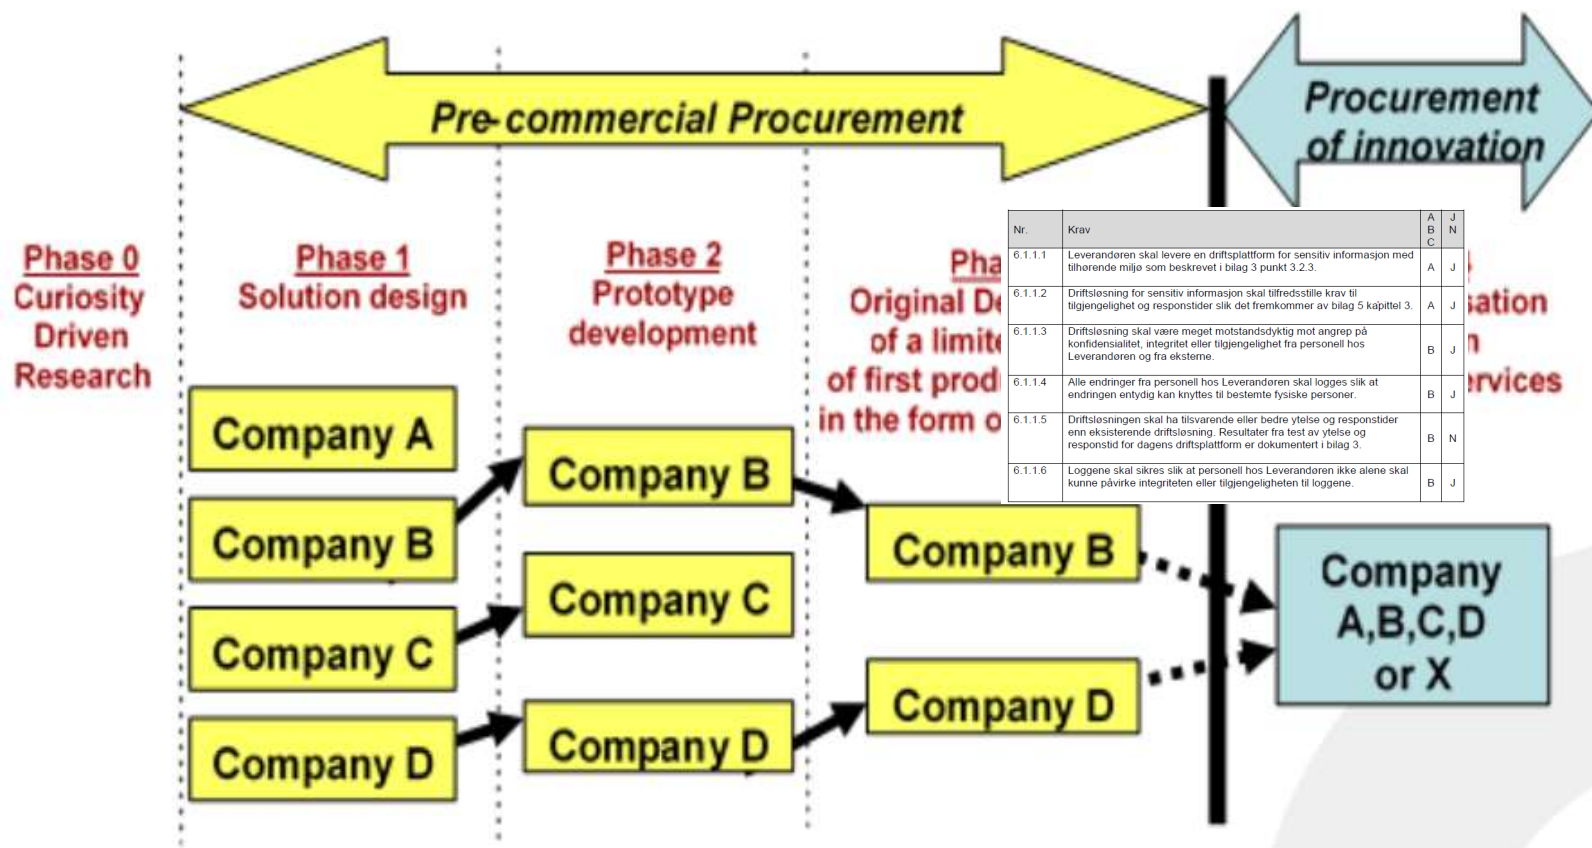 Pre-commercial Procurement
Procurement
of innovation
Phase 0
Curiosity
Driven
Research
Phase 1
Solution design
Phase 2
Prototype
development
Original
of a
of first
in the form
Nr. Krav A B C J N
6.1.1.1 Leverandøren skal levere en driftsplattform for sensitiv informasjon med
tilhørende miljø som beskrevet i bilag 3 punkt 3.2.3. A J
6.1.1.2 Driftsløsning for sensitiv informasjon skal tilfredsstille krav til
tilgjengelighet og responstider slik det fremkommer av bilag 5 kapittel 3. A J
6.1.1.3 Driftsløsning skal være meget motstandsdyktig mot angrep på
konfidensialitet, integritet eller tilgjengelighet fra personell hos
Leverandøren og fra eksterne. B J
6.1.1.4 Alle endringer fra personell hos Leverandøren skal logges slik at
endringen entydig kan knyttes til bestemte fysiske personer. B J
6.1.1.5 Driftsløsningen skal ha tilsvarende eller bedre ytelse og responstider
enn eksisterende driftsløsning. Resultater fra test av ytelse og
responstid for dagens driftsplattform er dokumentert i bilag 3. B N
6.1.1.6 Loggene skal sikres slik at personell hos Leverandøren ikke alene skal
kunne påvirke integriteten eller tilgjengeligheten til loggene. B J
Company A
Company B
Company C
Company D
Company B
Company C
Company D
Company B
Company D
Company
A,B,C,D
or X